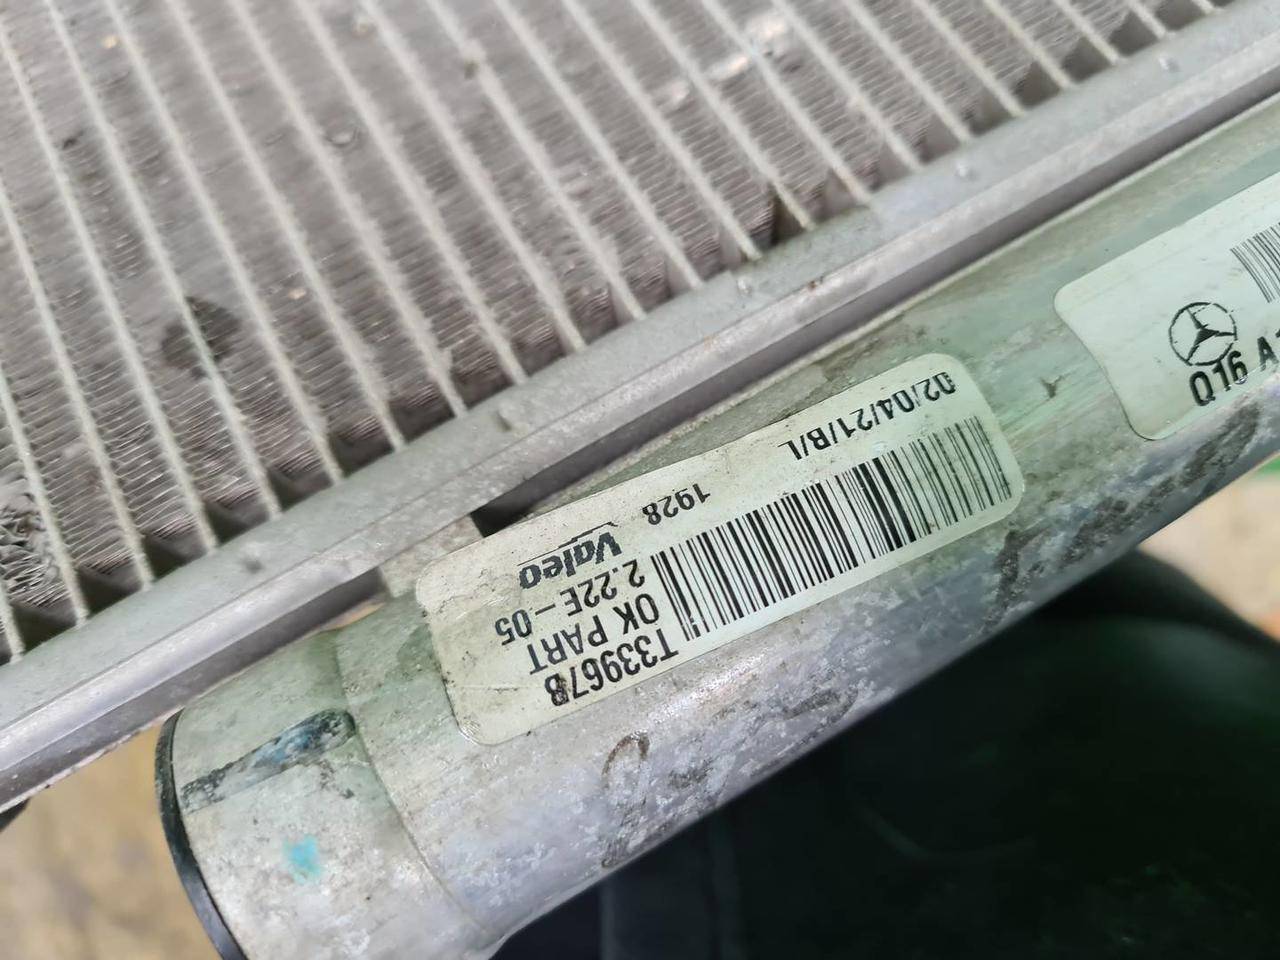 T33967B
OK PART
2.22E-05
Valeo
1928
02/04/21/B/L
Q16 A